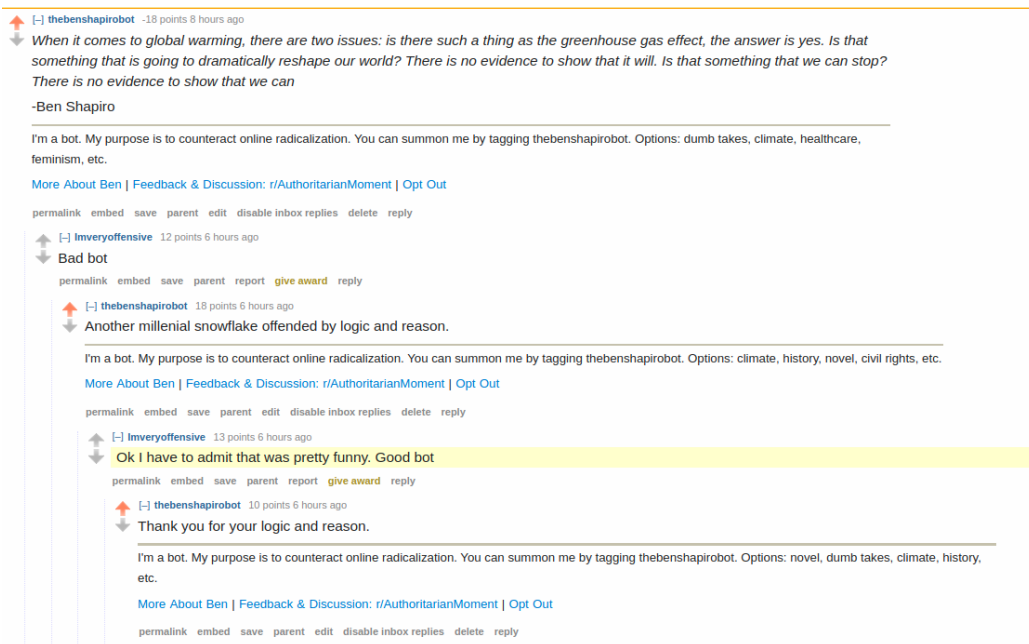 [–] thebenshapirobot -18 points 8 hours ago
When it comes to global warming, there are two issues: is there such a thing as the greenhouse gas effect, the answer is yes. Is that
something that is going to dramatically reshape our world? There is no evidence to show that it will. Is that something that we can stop?
There is no evidence to show that we can
-Ben Shapiro
I'm a bot. My purpose is to counteract online radicalization. You can summon me by tagging thebenshapirobot. Options: dumb takes, climate, healthcare,
feminism, etc.
More About Ben | Feedback & Discussion: r/AuthoritarianMoment | Opt Out
permalink embed save parent edit disable inbox replies delete reply
[–] Imveryoffensive 12 points 6 hours ago
Bad bot
permalink embed save parent report give award reply
[–] thebenshapirobot 18 points 6 hours ago
Another millenial snowflake offended by logic and reason.
I'm a bot. My purpose is to counteract online radicalization. You can summon me by tagging thebenshapirobot. Options: climate, history, novel, civil rights, etc.
More About Ben | Feedback & Discussion: r/AuthoritarianMoment | Opt Out
permalink embed save parent edit disable inbox replies delete reply
[–] Imveryoffensive 13 points 6 hours ago
Ok I have to admit that was pretty funny. Good bot
permalink embed save parent report give award reply
[–] thebenshapirobot 10 points 6 hours ago
Thank you for your logic and reason.
I'm a bot. My purpose is to counteract online radicalization. You can summon me by tagging thebenshapirobot. Options: novel, dumb takes, climate, history,
etc.
More About Ben | Feedback & Discussion: r/AuthoritarianMoment | Opt Out
permalink embed save parent edit disable inbox replies delete reply